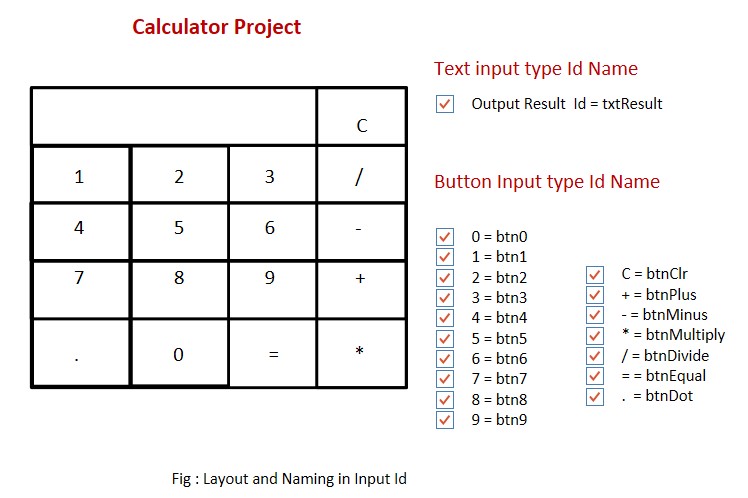 Calculator Project
C
1 2 3 /
4 5 6 -
7 8 9 +
. 0 = *
Text input type Id Name
Output Result Id = txtResult
Button Input type Id Name
0 = btn0
1 = btn1
2 = btn2
3 = btn3
4 = btn4
5 = btn5
6 = btn6
7 = btn7
8 = btn8
9 = btn9
C = btnClr
+ = btnPlus
- = btnMinus
* = btnMultiply
/ = btnDivide
= = btnEqual
. = btnDot
Fig : Layout and Naming in Input Id